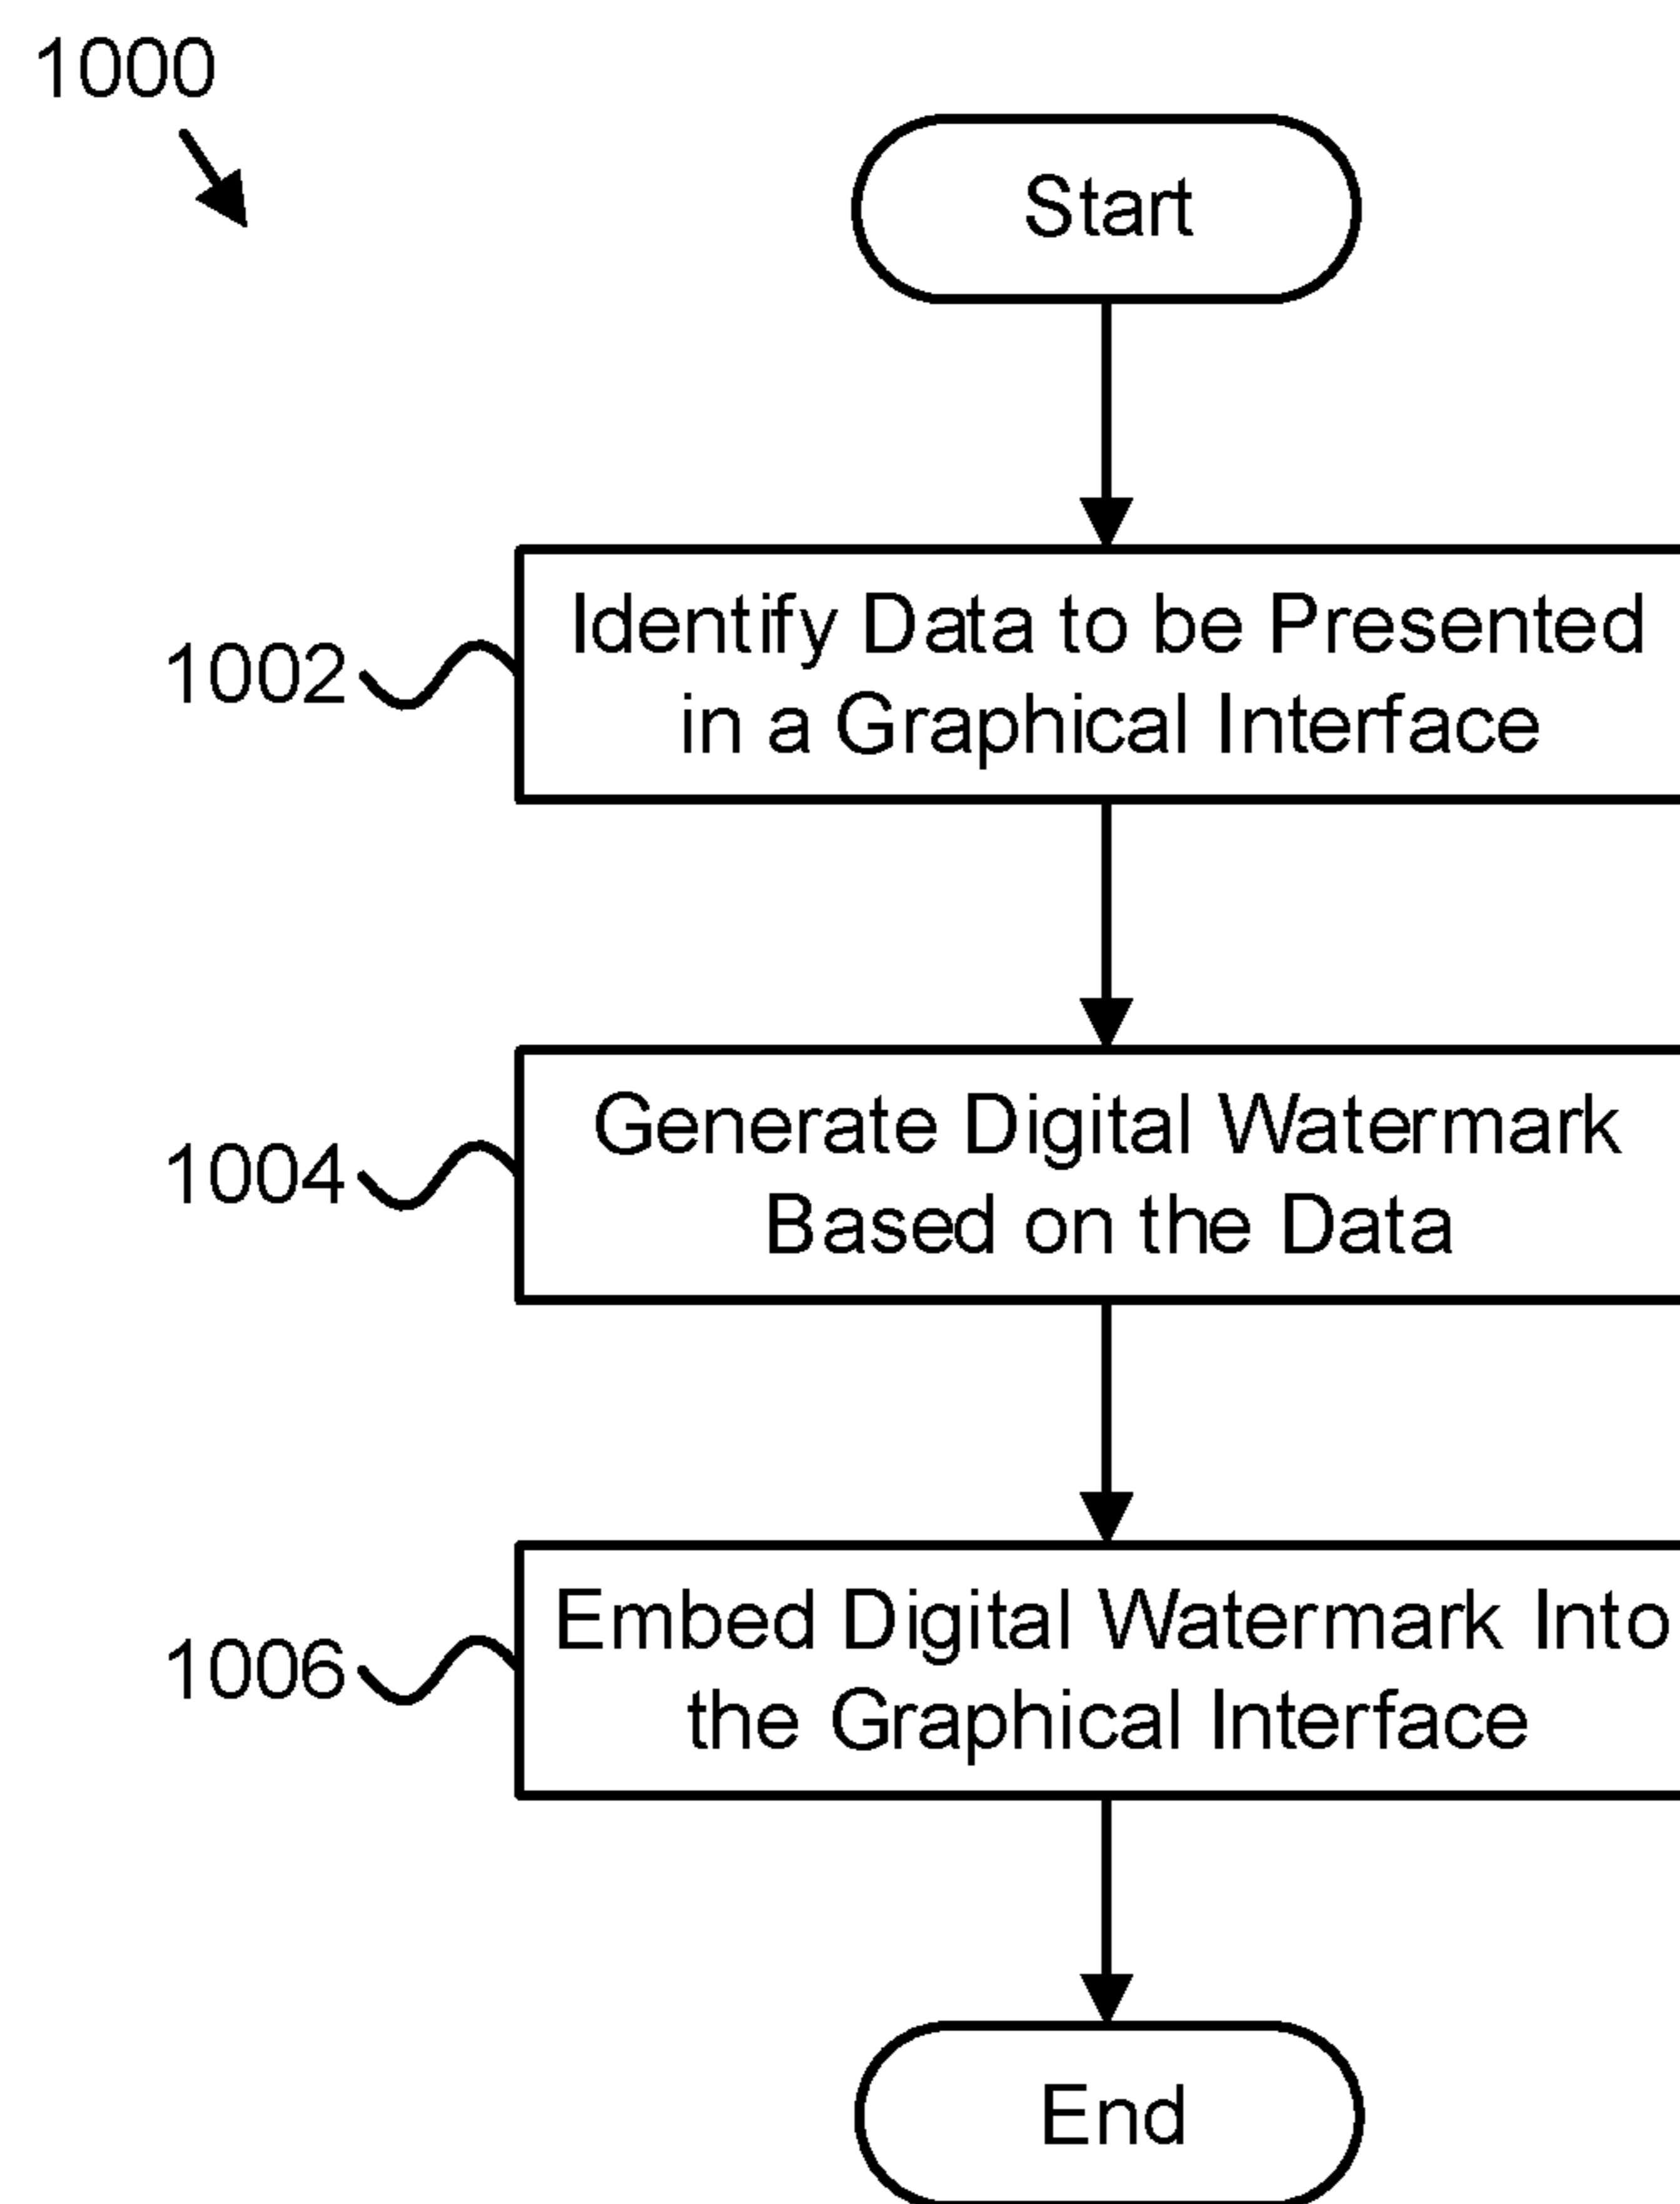 1000
Start
1002
Identify Data to be Presented
in a Graphical Interface
1004
Generate Digital Watermark
Based on the Data
1006
Embed Digital Watermark Into
the Graphical Interface
End